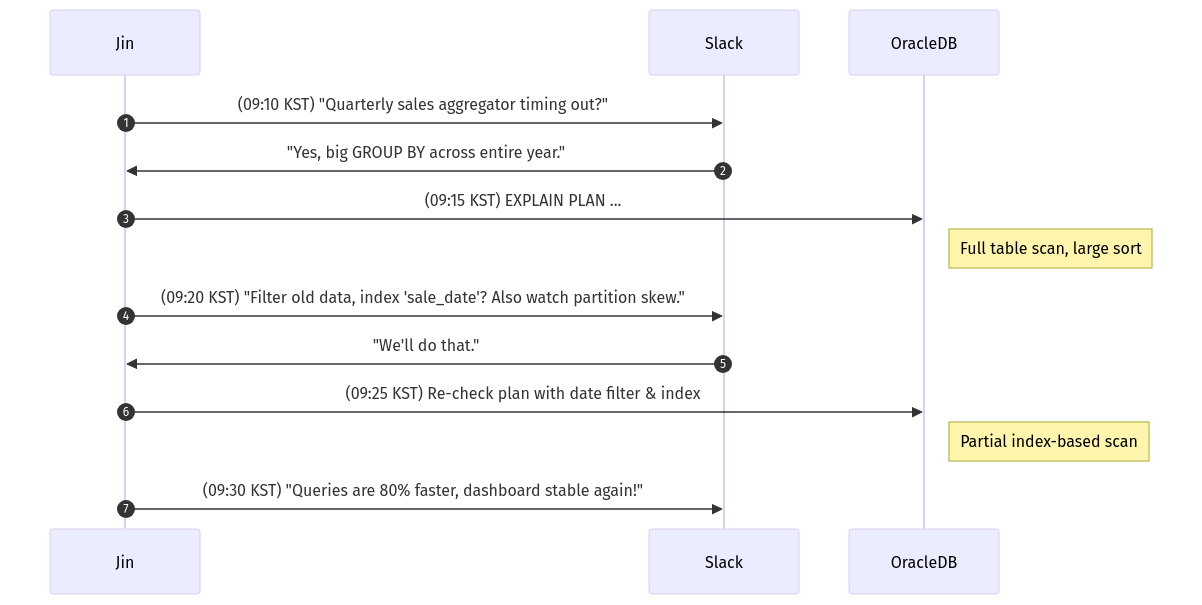 Jin
Slack
OracleDB
(09:10 KST) "Quarterly sales aggregator timing out?"
1
"Yes, big GROUP BY across entire year."
2
(09:15 KST) EXPLAIN PLAN ...
3
Full table scan, large sort
(09:20 KST) "Filter old data, index 'sale_date'? Also watch partition skew."
4
"We'll do that."
5
(09:25 KST) Re-check plan with date filter & index
6
Partial index-based scan
(09:30 KST) "Queries are 80% faster, dashboard stable again!"
7
Jin
Slack
OracleDB